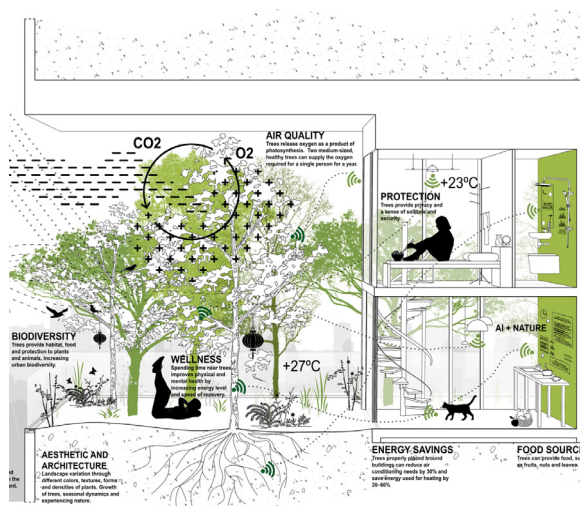 CO2
O2
AIR QUALITY
Trees release oxygen as a product of
photosynthesis. Two medium-sized,
healthy trees can supply the oxygen
required for a single person for a year.
+23ºC
PROTECTION
Trees provide privacy and
a sense of solitude and
security.
BIODIVERSITY
Trees provide habitat, food
and protection to plants
and animals, increasing
urban biodiversity.
WELLNESS
Spending time near trees
improves physical and
mental health by
increasing energy level
and speed of recovery.
+27ºC
AI + NATURE
AESTHETIC AND
ARCHITECTURE
Landscape variation through
different colors, textures, forms
and densities of plants. Growth
of trees, seasonal dynamics and
experiencing nature.
ENERGY SAVINGS
Trees properly placed around
buildings can reduce air
conditioning needs by 30% and
save energy used for heating by
20-60%
FOOD SOURC
Trees can provide food, su
as fruits, nuts and leaves